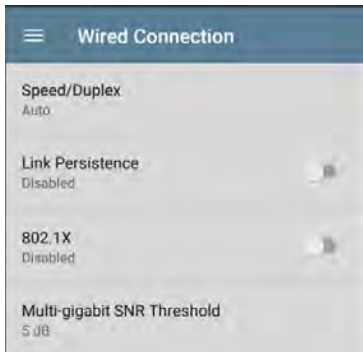 Wired Connection
Speed/Duplex
Auto
Link Persistence
Disabled
802.1X
Disabled
Multi-gigabit SNR Threshold
5 dB